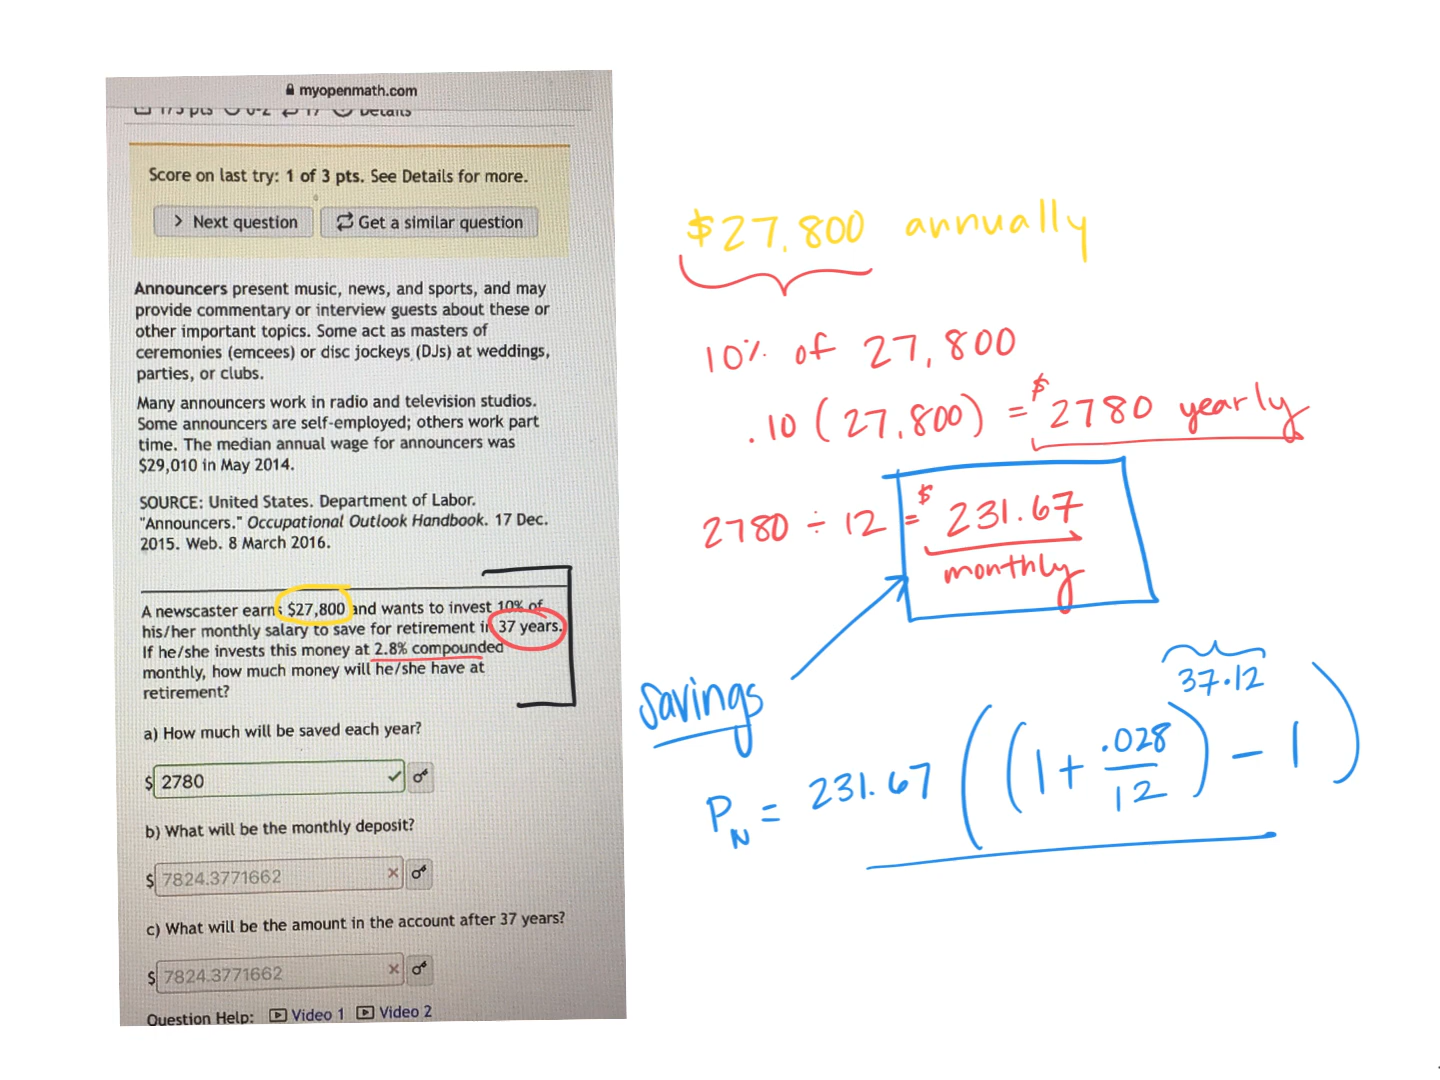 myopenmath.com
1/3 pts 0-2 17 Details
Score on last try: 1 of 3 pts. See Details for more.
> Next question
Get a similar question
Announcers present music, news, and sports, and may
provide commentary or interview guests about these or
other important topics. Some act as masters of
ceremonies (emcees) or disc jockeys (DJs) at weddings,
parties, or clubs.
Many announcers work in radio and television studios.
Some announcers are self-employed; others work part
time. The median annual wage for announcers was
$29,010 in May 2014.
SOURCE: United States. Department of Labor.
"Announcers." Occupational Outlook Handbook. 17 Dec.
2015. Web. 8 March 2016.
A newscaster earns $27,800 and wants to invest 10% of
his/her monthly salary to save for retirement in 37 years.
If he/she invests this money at 2.8% compounded
monthly, how much money will he/she have at
retirement?
a) How much will be saved each year?
$ 2780
b) What will be the monthly deposit?
$ 7824.3771662
c) What will be the amount in the account after 37 years?
$ 7824.3771662
Question Help: Video 1 Video 2
$27,800 annually
10% of 27,800
.10 (27,800) = $2780 yearly
2780 ÷ 12 = $231.67
monthly
Savings
37·12
P_N = 231.67 ((1 + .028/12) - 1)